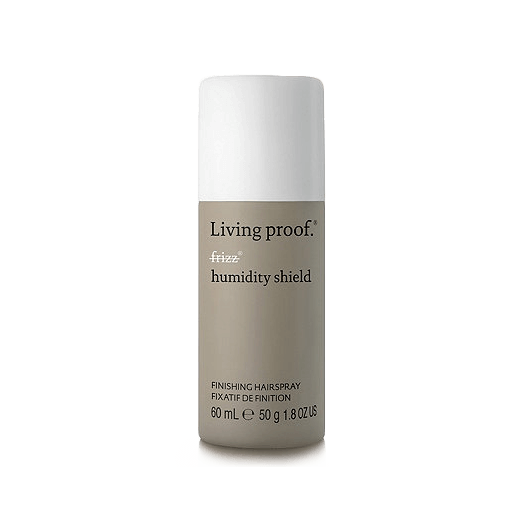 Living proof.®
frizz®
humidity shield
FINISHING HAIRSPRAY
FIXATIF DE FINITION
60 mL ℮ 50 g 1.8 OZ US